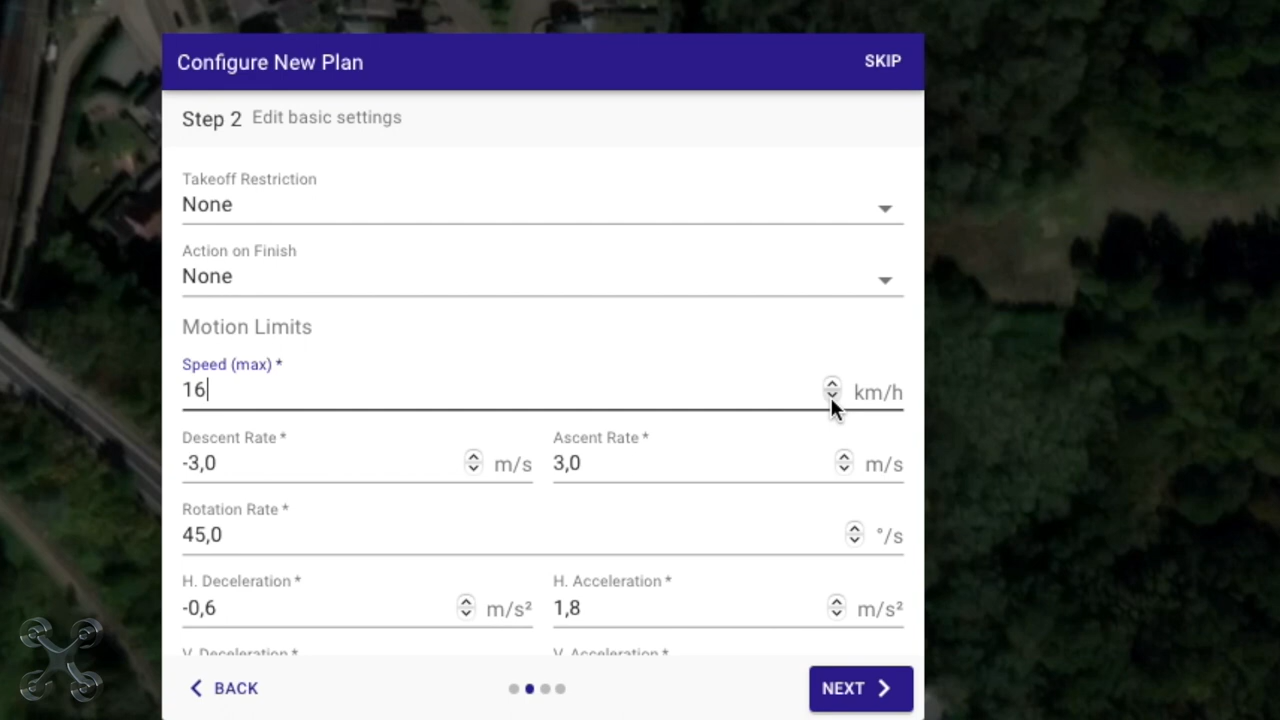 Configure New Plan SKIP
Step 2 Edit basic settings
Takeoff Restriction
None
Action on Finish
None
Motion Limits
Speed (max) *
16 km/h
Descent Rate * Ascent Rate *
-3,0 m/s 3,0 m/s
Rotation Rate *
45,0 °/s
H. Deceleration * H. Acceleration *
-0,6 m/s² 1,8 m/s²
V. Deceleration * V. Acceleration *
BACK NEXT